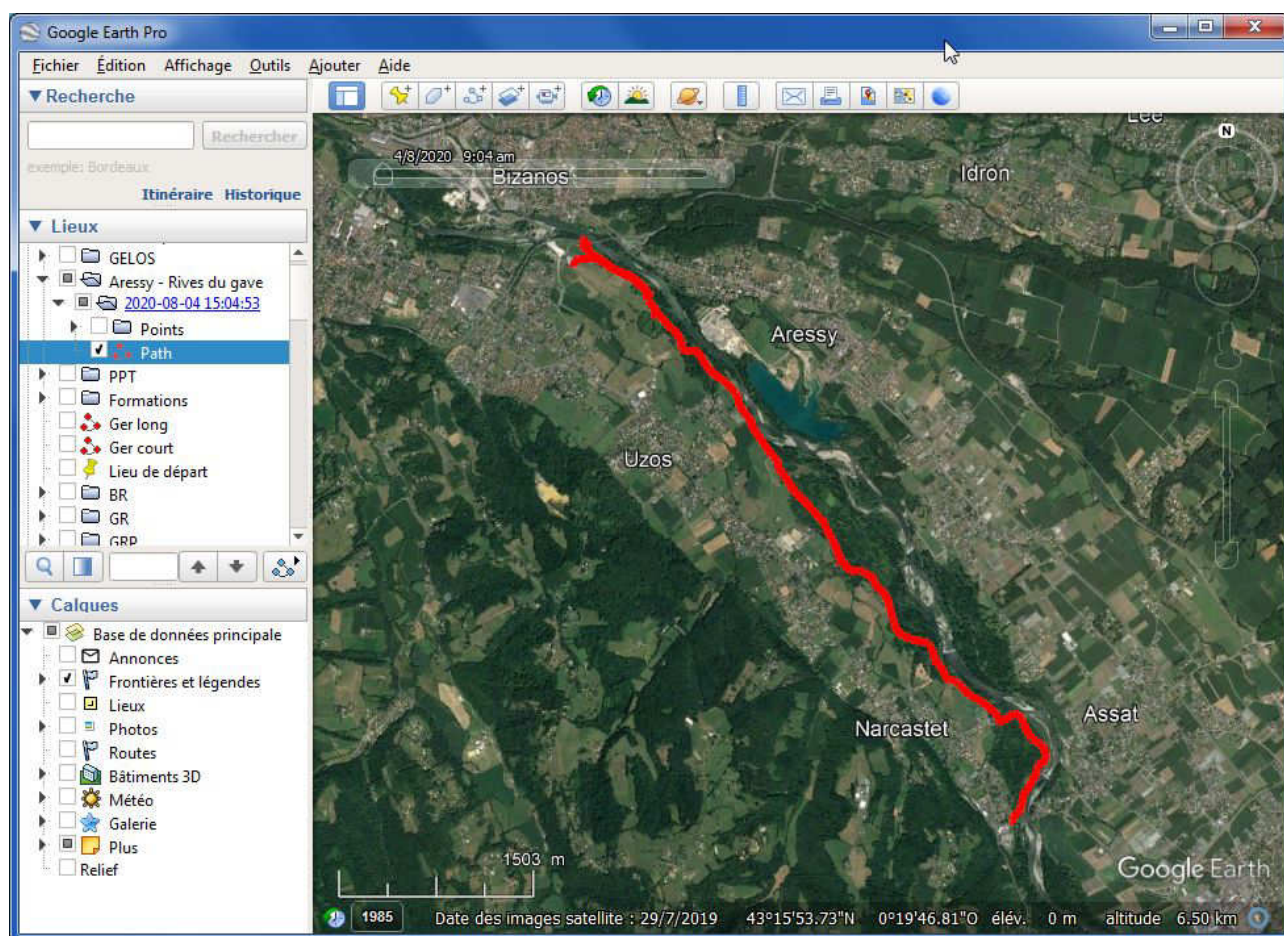 Google Earth Pro
Fichier Édition Affichage Outils Ajouter Aide
Recherche
Rechercher
exemple: Bordeaux
Itinéraire Historique
Lieux
GELOS
Aressy - Rives du gave
2020-08-04 15:04:53
Points
Path
PPT
Formations
Ger long
Ger court
Lieu de départ
BR
GR
GRP
Calques
Base de données principale
Annonces
Frontières et légendes
Lieux
Photos
Routes
Bâtiments 3D
Météo
Galerie
Plus
Relief
Lée
N
4/8/2020 9:04 am
Bizanos
Idron
Aressy
Uzos
Assat
Narcastet
1503 m
Google Earth
1985 Date des images satellite : 29/7/2019 43°15'53.73"N 0°19'46.81"O élév. 0 m altitude 6.50 km